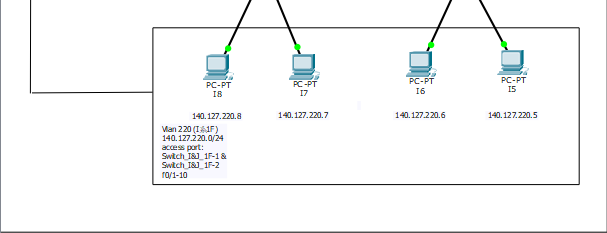 PC-PT
I8
PC-PT
I7
PC-PT
I6
PC-PT
I5
140.127.220.8
140.127.220.7
140.127.220.6
140.127.220.5
Vlan 220 (I 1F)
140.127.220.0/24
access port:
Switch_I&J_1F-1 &
Switch_I&J_1F-2
f0/1-10